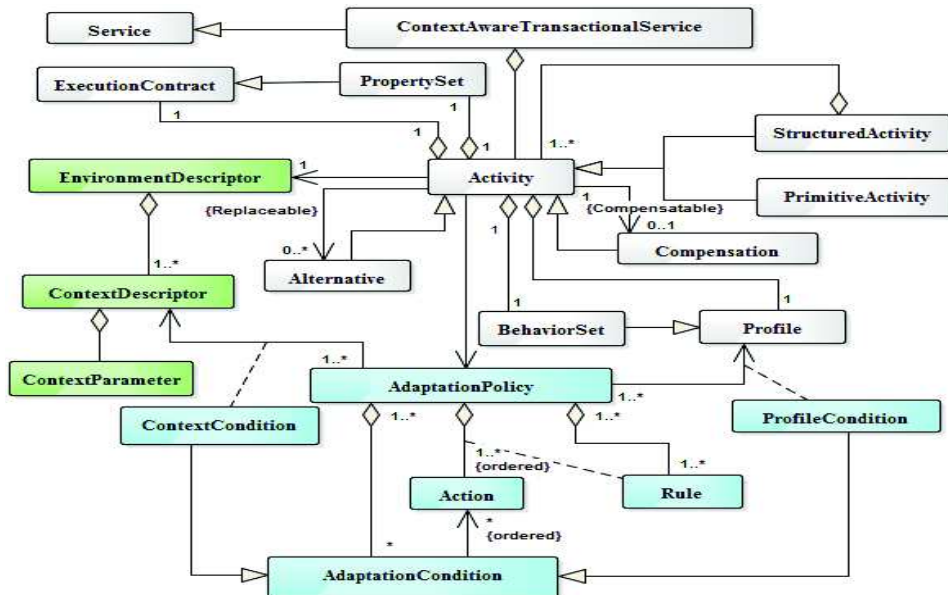 Service
ContextAwareTransactionalService
ExecutionContract
PropertySet
1
1
1
1
1..*
StructuredActivity
EnvironmentDescriptor
1
Activity
PrimitiveActivity
{Replaceable}
1
1
{Compensatable}
0..*
0..1
Alternative
Compensation
1..*
ContextDescriptor
1
1
BehaviorSet
Profile
1..*
ContextParameter
AdaptationPolicy
1..*
ContextCondition
1..*
1..*
ProfileCondition
1..*
{ordered}
1..*
Action
Rule
*
{ordered}
*
AdaptationCondition